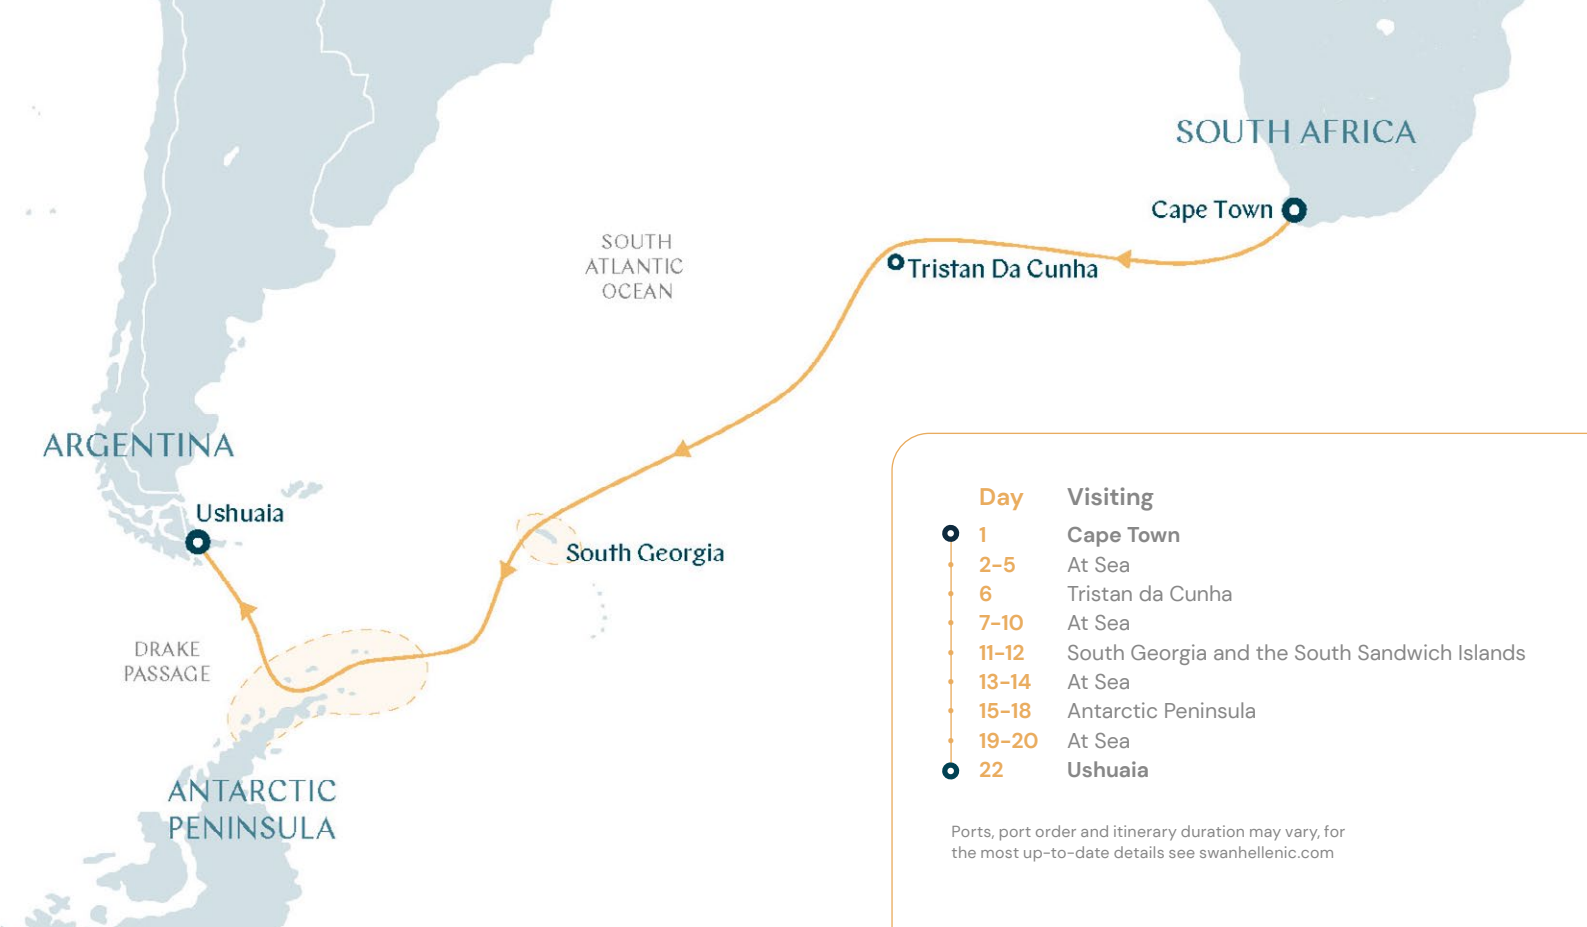 SOUTH AFRICA
Cape Town
SOUTH
ATLANTIC
OCEAN
Tristan Da Cunha
ARGENTINA
Ushuaia
South Georgia
DRAKE
PASSAGE
ANTARCTIC
PENINSULA
Day Visiting
1 Cape Town
2-5 At Sea
6 Tristan da Cunha
7-10 At Sea
11-12 South Georgia and the South Sandwich Islands
13-14 At Sea
15-18 Antarctic Peninsula
19-20 At Sea
22 Ushuaia
Ports, port order and itinerary duration may vary, for
the most up-to-date details see swanhellenic.com